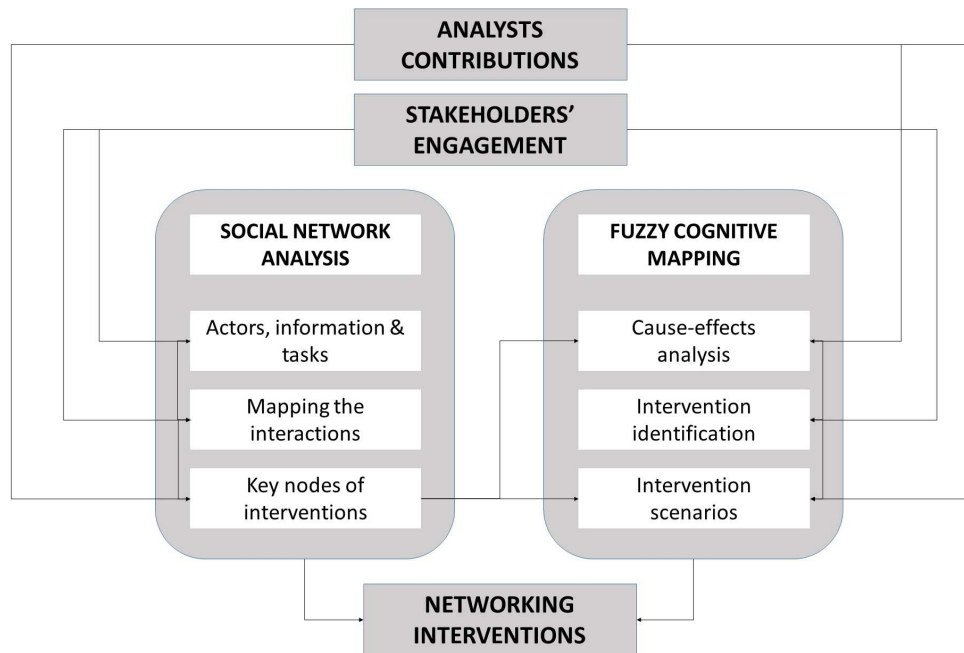 ANALYSTS
CONTRIBUTIONS
STAKEHOLDERS'
ENGAGEMENT
SOCIAL NETWORK
ANALYSIS
Actors, information &
tasks
Mapping the
interactions
Key nodes of
interventions
FUZZY COGNITIVE
MAPPING
Cause-effects
analysis
Intervention
identification
Intervention
scenarios
NETWORKING
INTERVENTIONS